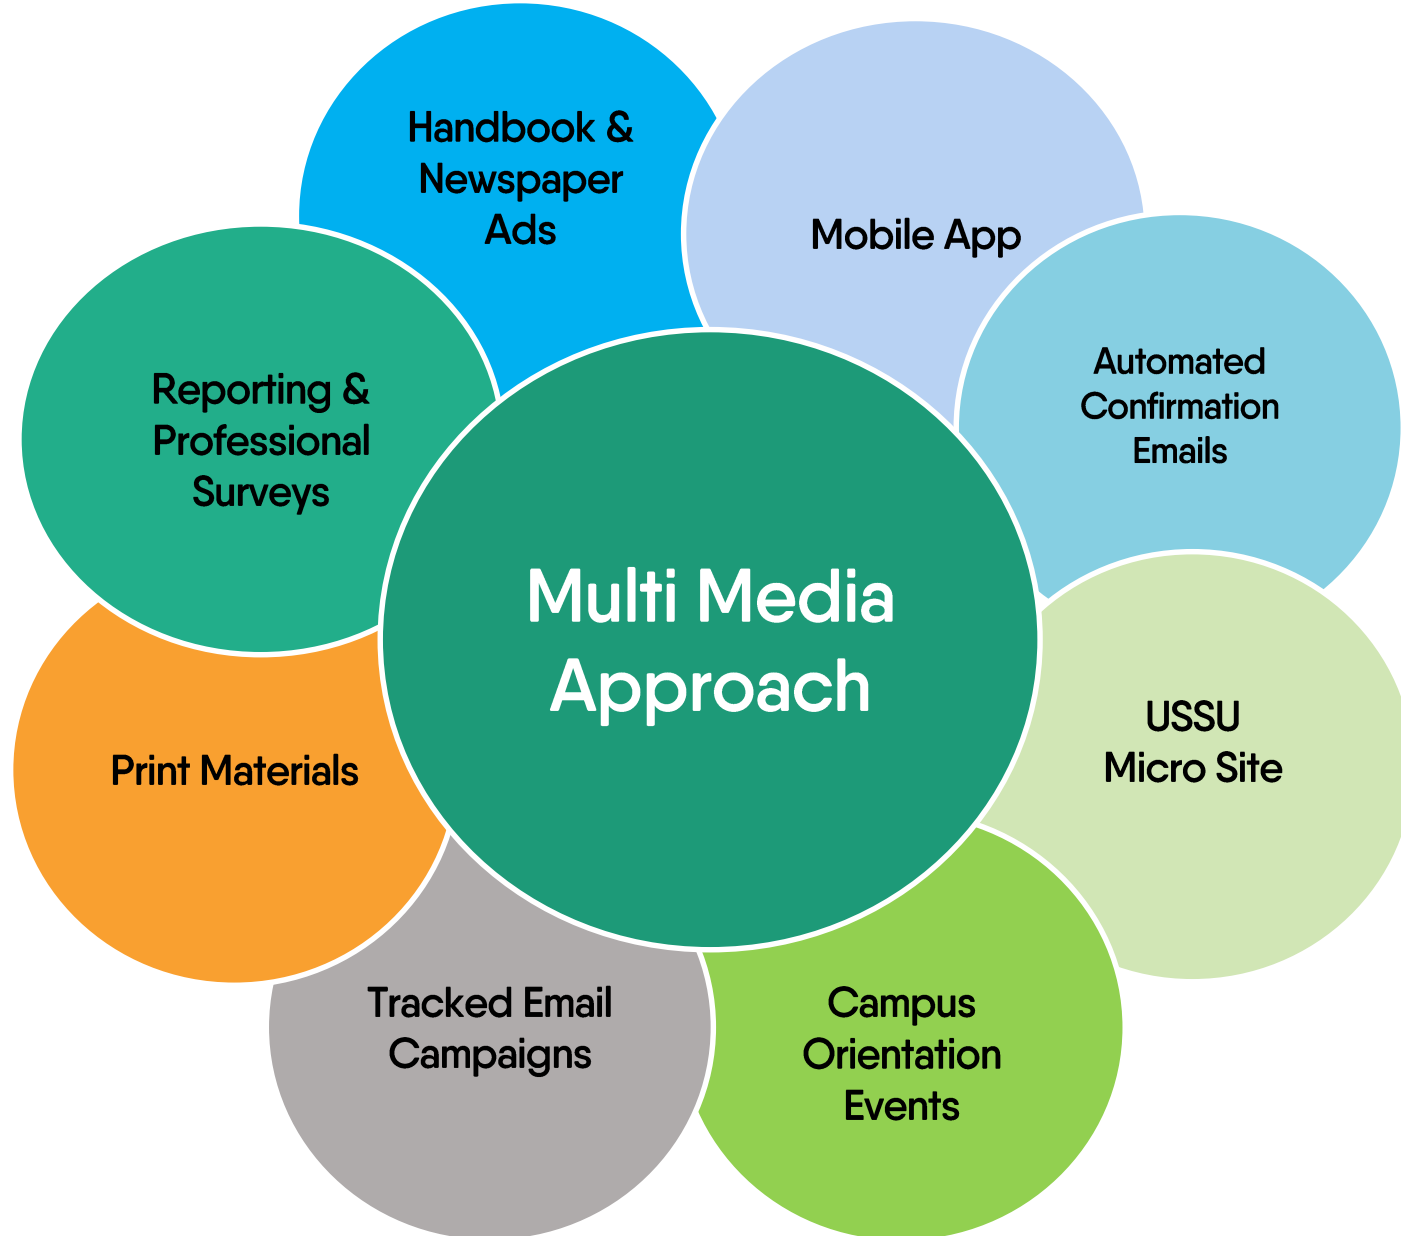 Handbook &
Newspaper
Ads
Mobile App
Automated
Confirmation
Emails
Reporting &
Professional
Surveys
Multi Media
Approach
USSU
Micro Site
Print Materials
Tracked Email
Campaigns
Campus
Orientation
Events